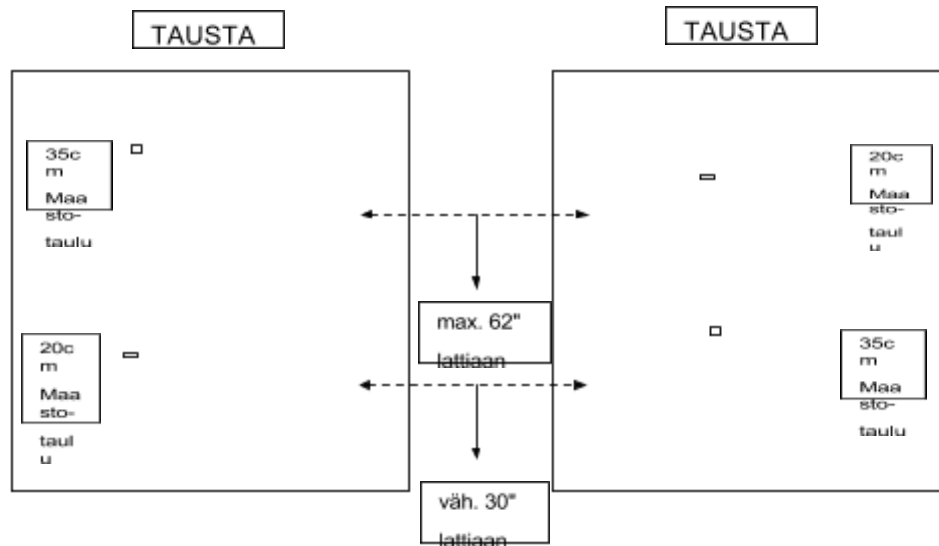 TAUSTA
TAUSTA
35c
m
Maa
sto-
taulu
20c
m
Maa
sto-
taul
u
max. 62"
lattiaan
20c
m
Maa
sto-
taul
u
35c
m
Maa
sto-
taulu
väh. 30"
lattiaan